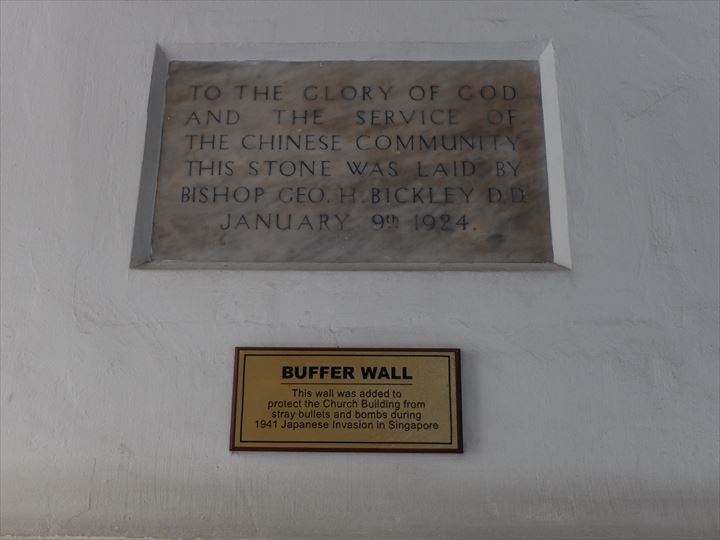 TO THE GLORY OF GOD
AND THE SERVICE OF
THE CHINESE COMMUNITY
THIS STONE WAS LAID BY
BISHOP GEO. H. BICKLEY D.D.
JANUARY 9th 1924.
BUFFER WALL
This wall was added to
protect the Church Building from
stray bullets and bombs during
1941 Japanese Invasion in Singapore